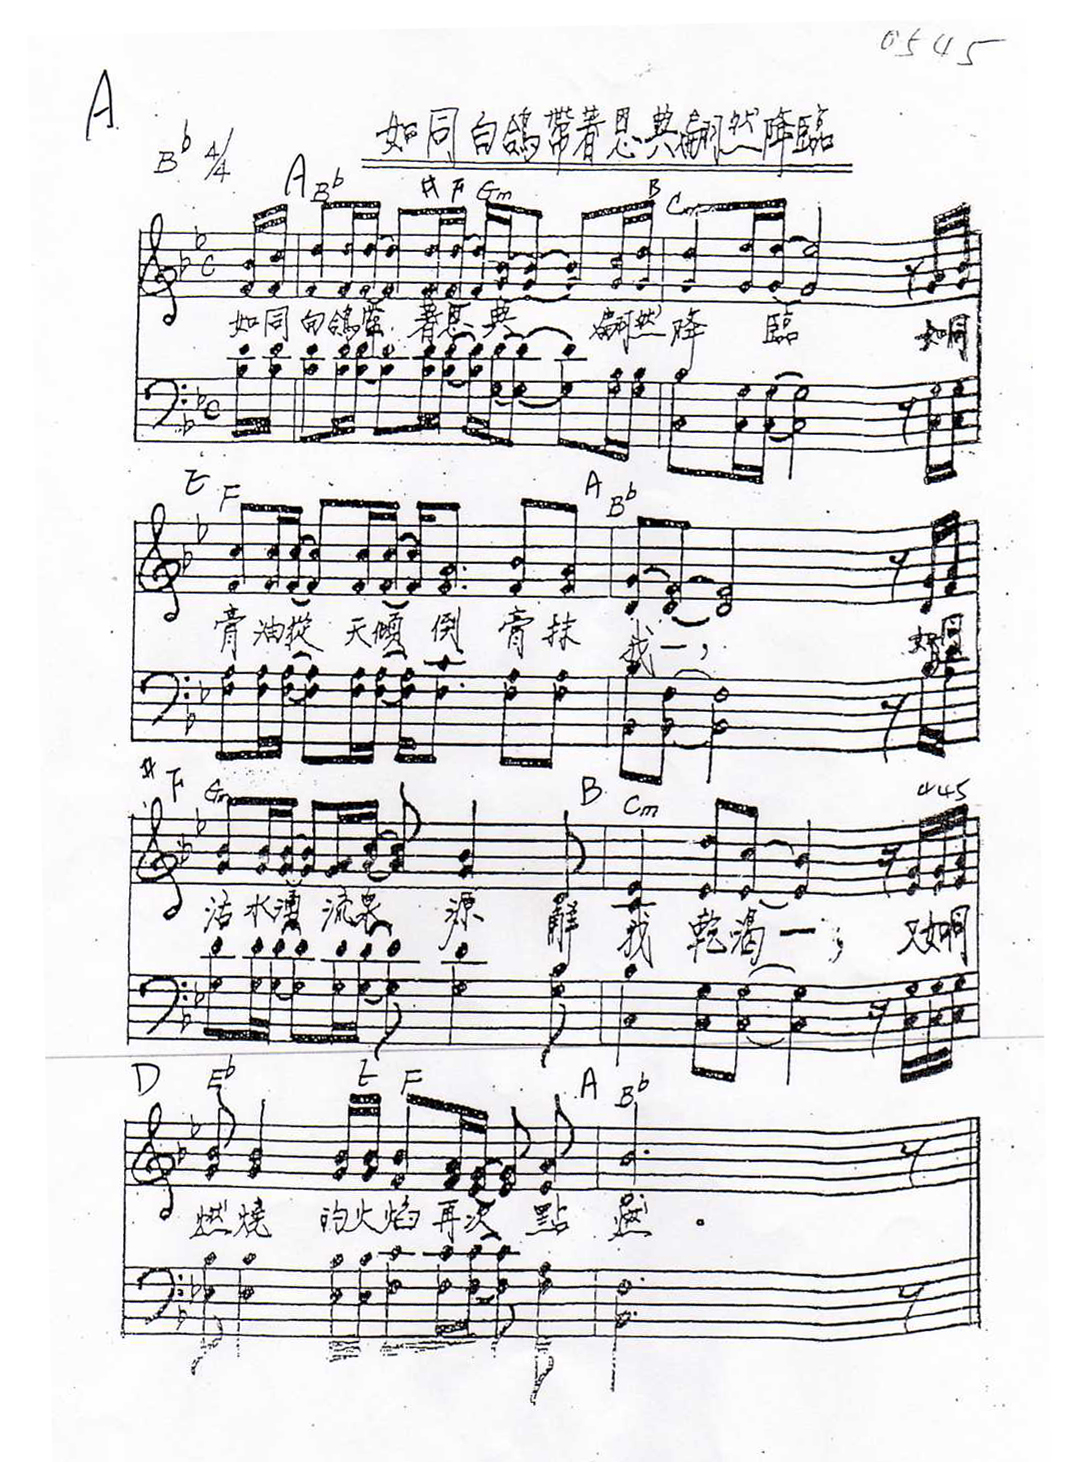 0545
A
如同白鴿帶著恩典翩然降臨
B♭ 4/4
A B♭ #F Gm B Cm
如同白鴿帶著恩典 翩然降 臨 如同
E F A B♭
膏油從 天傾 倒 膏抹 我一，如同
#F Gm B Cm 445
活水湧流泉 源 解 我 乾渴一；又如同
D E♭ E F A B♭
燃燒 的火焰再次 點 燃。